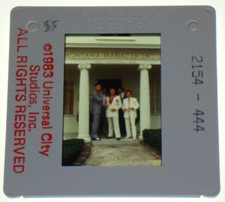 55
©1983 Universal City
Studios, Inc.
ALL RIGHTS RESERVED
2154 - 444